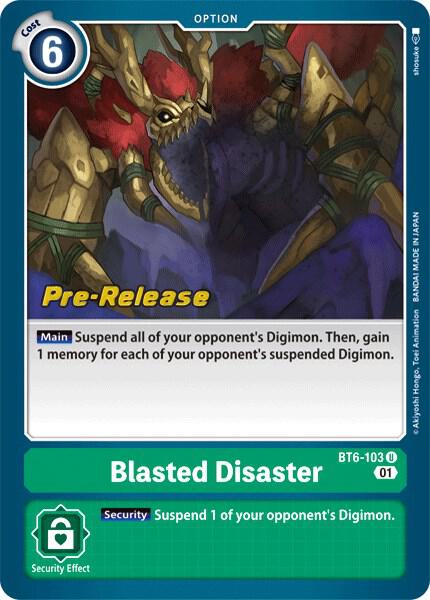 OPTION
Cost
6
shosuke
Pre-Release
Main Suspend all of your opponent's Digimon. Then, gain
1 memory for each of your opponent's suspended Digimon.
©Akiyoshi Hongo, Toei Animation BANDAI MADE IN JAPAN
BT6-103 U
Blasted Disaster
01
Security Suspend 1 of your opponent's Digimon.
Security Effect